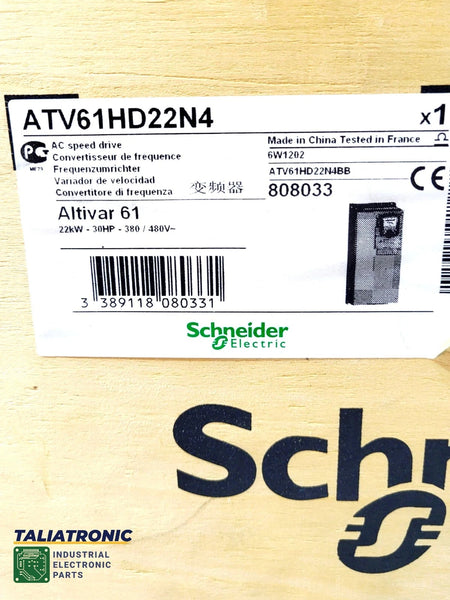 ATV61HD22N4 x1
AC speed drive
Convertisseur de frequence
Frequenzumrichter
Variador de velocidad
Convertitore di frequenza 变频器
Made in China Tested in France
6W1202
ATV61HD22N4BB
808033
CE
Altivar 61
22kW - 30HP - 380 / 480V~
3 389118 080331
Schneider
Electric
Schn
TALIATRONIC
INDUSTRIAL
ELECTRONIC
PARTS